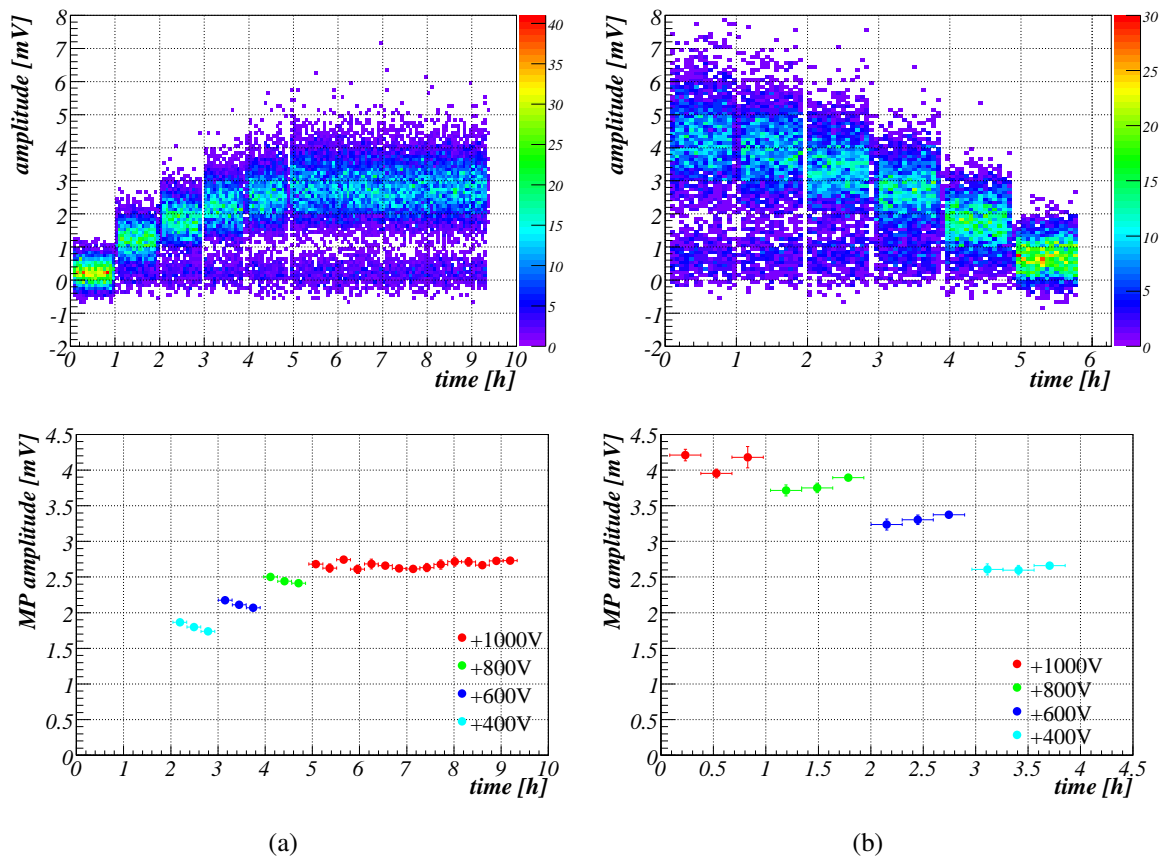 amplitude [mV]
8
7
6
5
4
3
2
1
0
-1
-2
0 1 2 3 4 5 6 7 8 9 10
time [h]
40
35
30
25
20
15
10
5
0
amplitude [mV]
8
7
6
5
4
3
2
1
0
-1
-2
0 1 2 3 4 5 6
time [h]
30
25
20
15
10
5
0
MP amplitude [mV]
4.5
4
3.5
3
2.5
2
1.5
1
0.5
0
0 1 2 3 4 5 6 7 8 9 10
time [h]
+1000V
+800V
+600V
+400V
MP amplitude [mV]
4.5
4
3.5
3
2.5
2
1.5
1
0.5
0
0 0.5 1 1.5 2 2.5 3 3.5 4 4.5
time [h]
+1000V
+800V
+600V
+400V
(a)
(b)